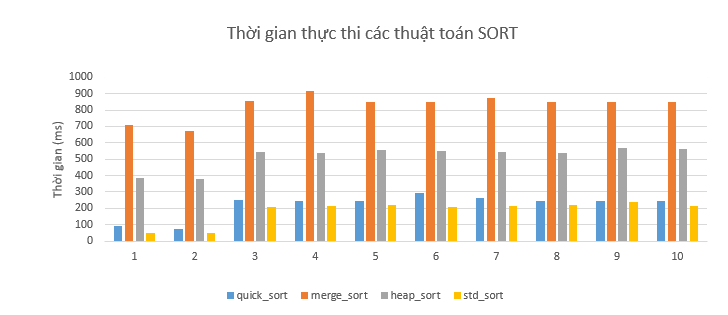 Thời gian thực thi các thuật toán SORT
Thời gian (ms)
1000
900
800
700
600
500
400
300
200
100
0
1 2 3 4 5 6 7 8 9 10
quick_sort merge_sort heap_sort std_sort